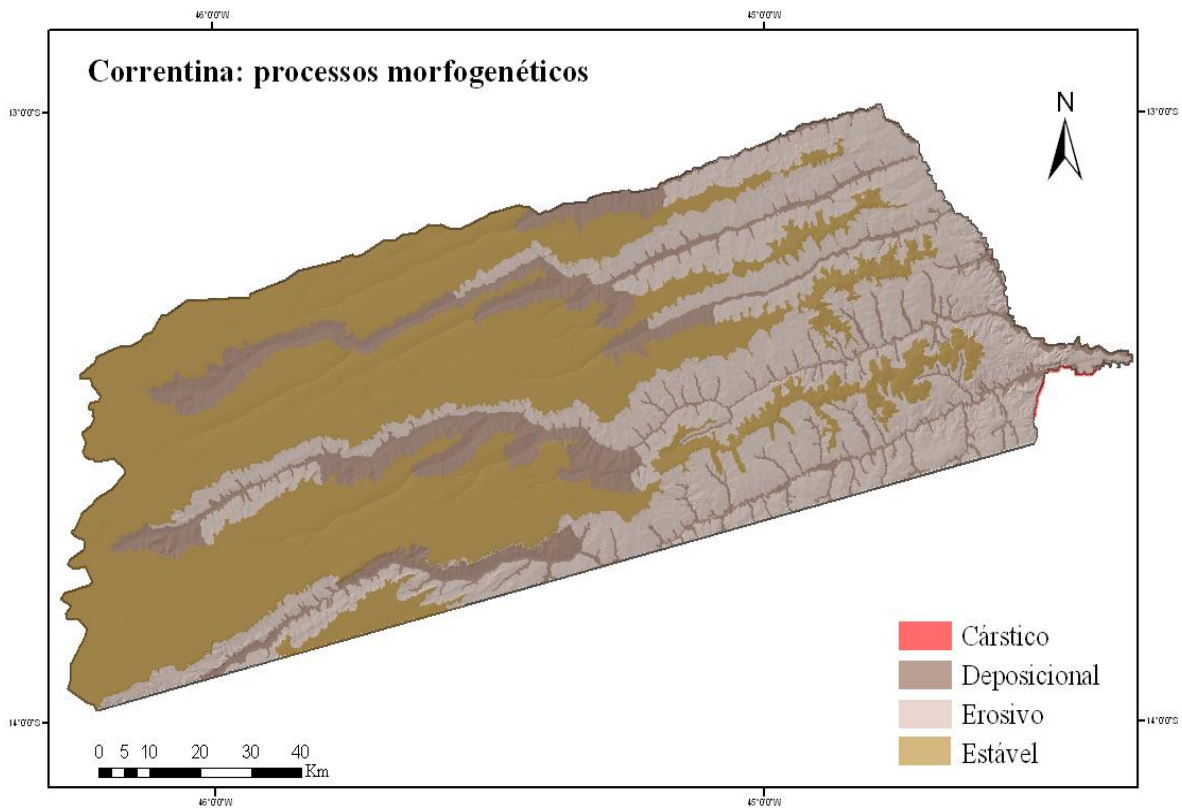 46°0'0"W 45°0'0"W
Correntina: processos morfogenéticos
N
13°0'0"S 13°0'0"S
Cárstico
Deposicional
Erosivo
Estável
14°0'0"S 14°0'0"S
0 5 10 20 30 40
Km
46°0'0"W 45°0'0"W